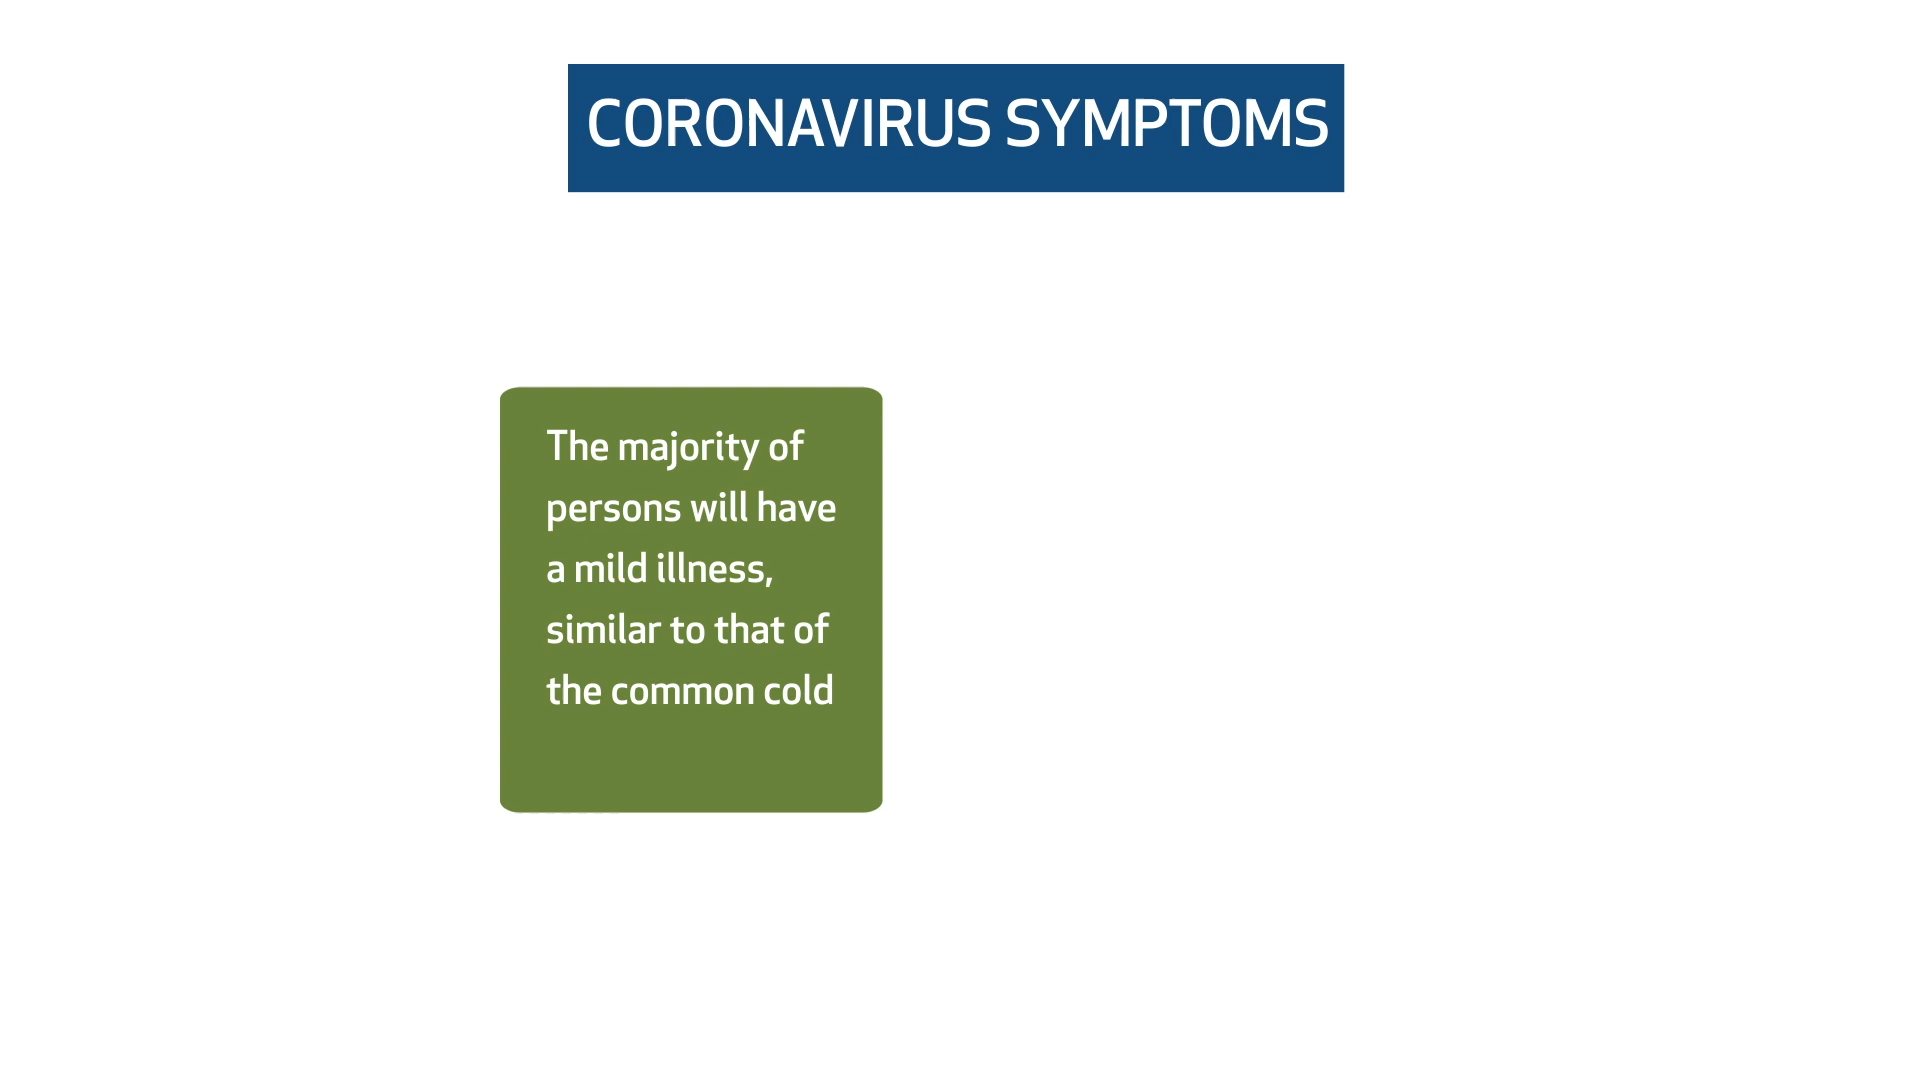 CORONAVIRUS SYMPTOMS
The majority of
persons will have
a mild illness,
similar to that of
the common cold